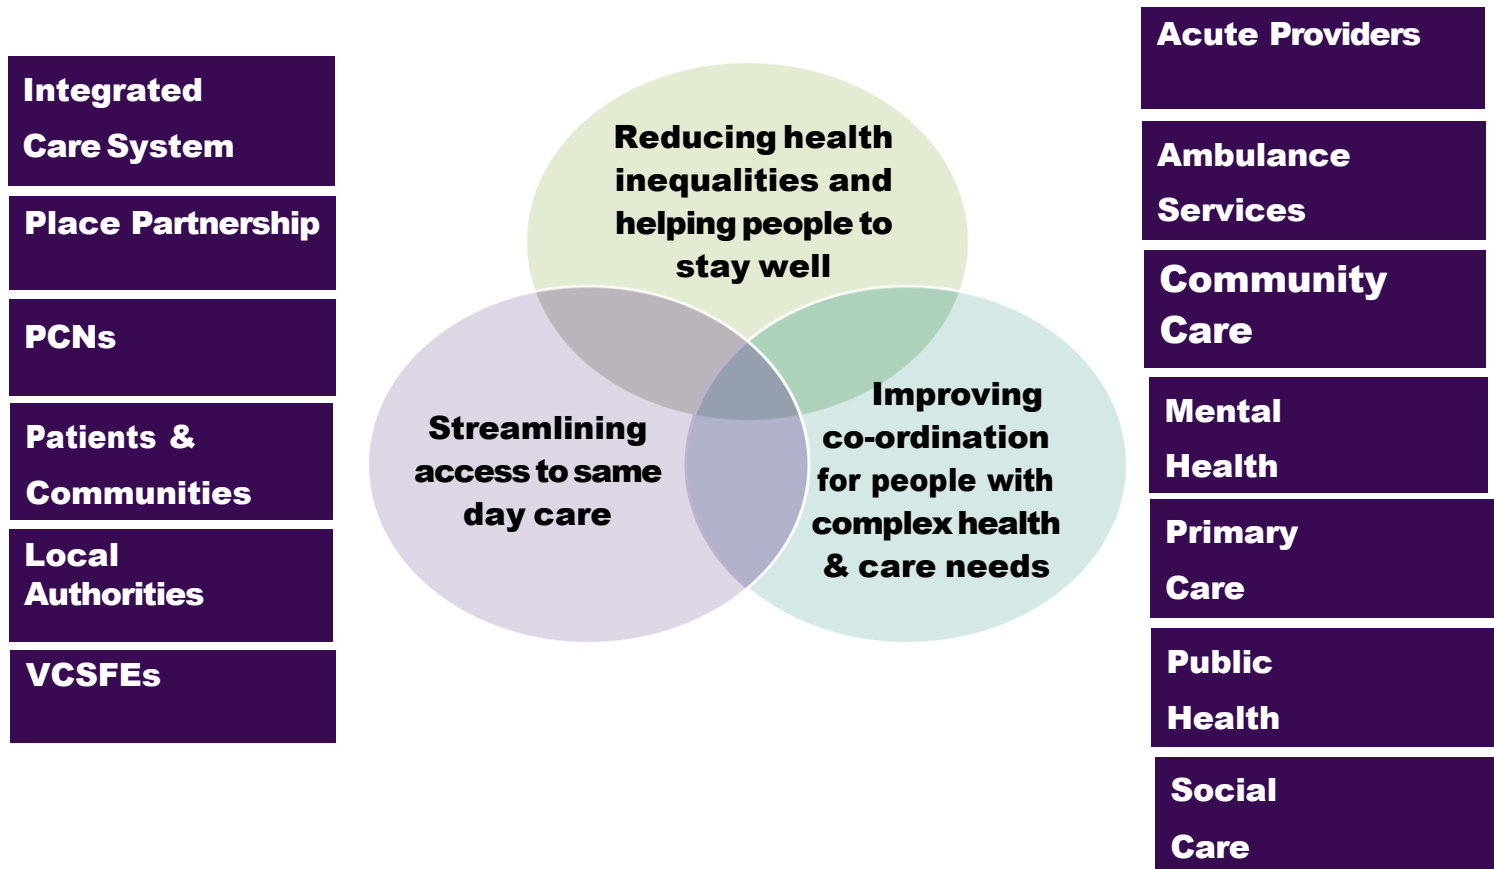 Integrated
Care System
Place Partnership
PCNs
Patients &
Communities
Local
Authorities
VCSFEs
Reducing health
inequalities and
helping people to
stay well
Streamlining
access to same
day care
Improving
co-ordination
for people with
complex health
& care needs
Acute Providers
Ambulance
Services
Community
Care
Mental
Health
Primary
Care
Public
Health
Social
Care